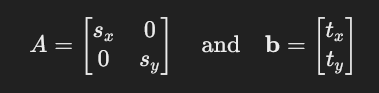 A = [s_x 0; 0 s_y] and b = [t_x; t_y]